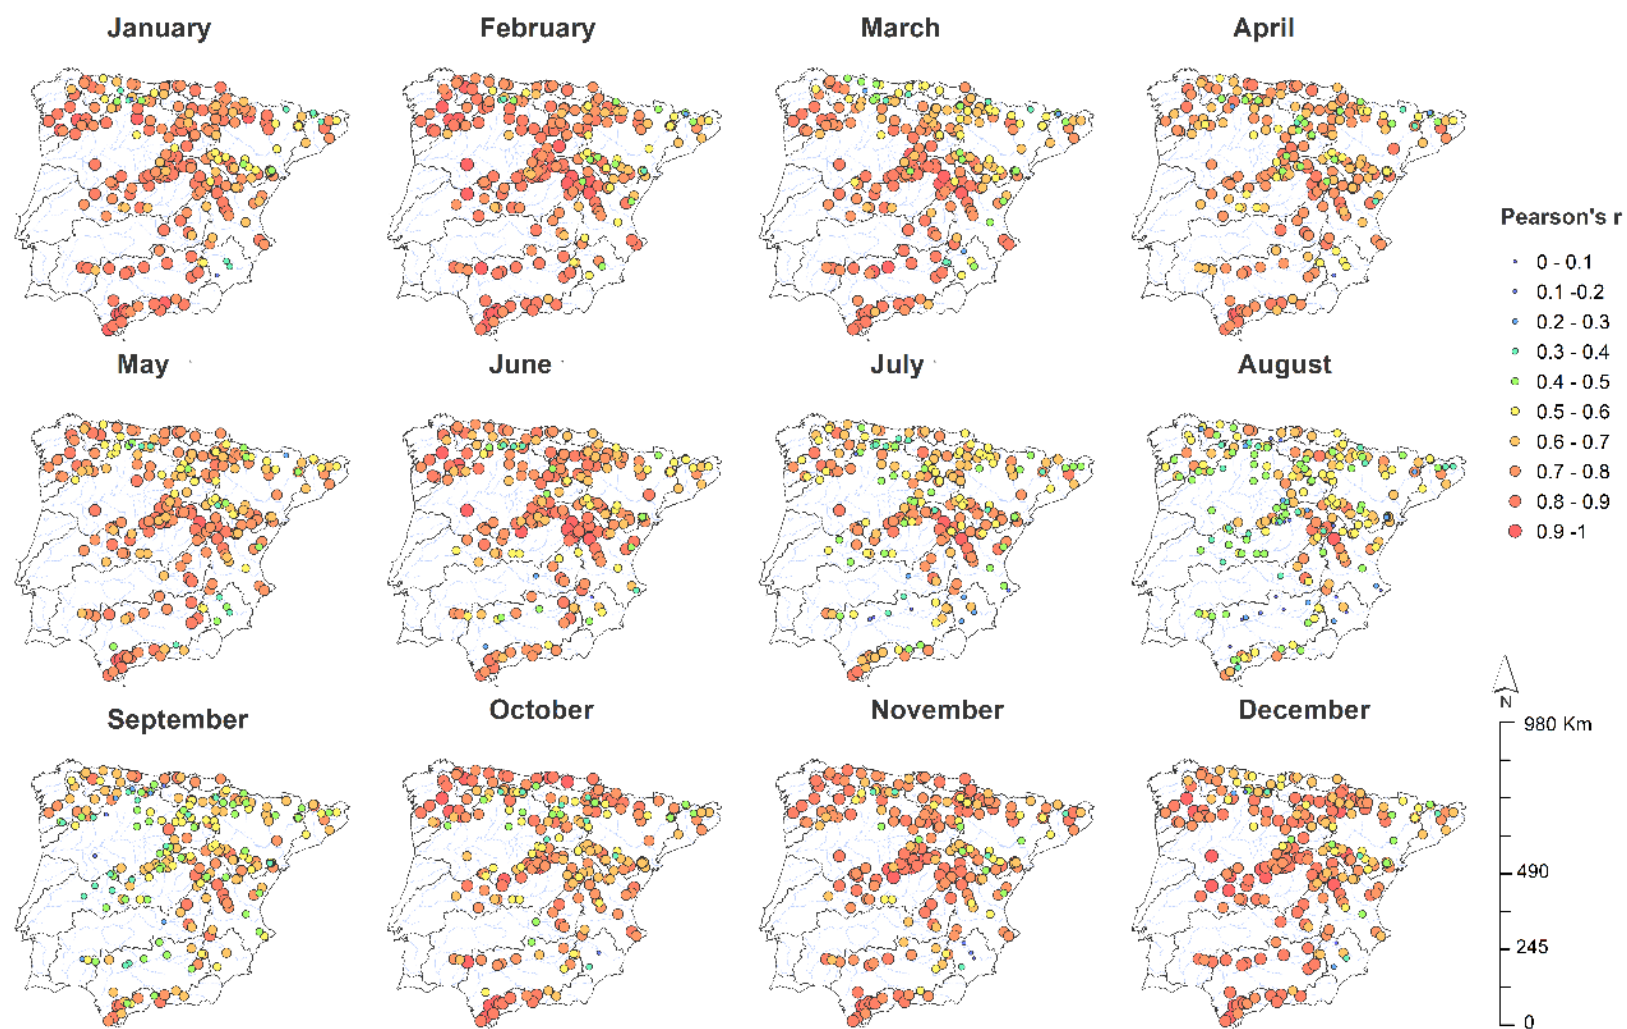 January
February
March
April
Pearson's r
0 - 0.1
0.1 -0.2
0.2 - 0.3
0.3 - 0.4
0.4 - 0.5
0.5 - 0.6
0.6 - 0.7
0.7 - 0.8
0.8 - 0.9
0.9 -1
May
June
July
August
September
October
November
December
N
980 Km
490
245
0